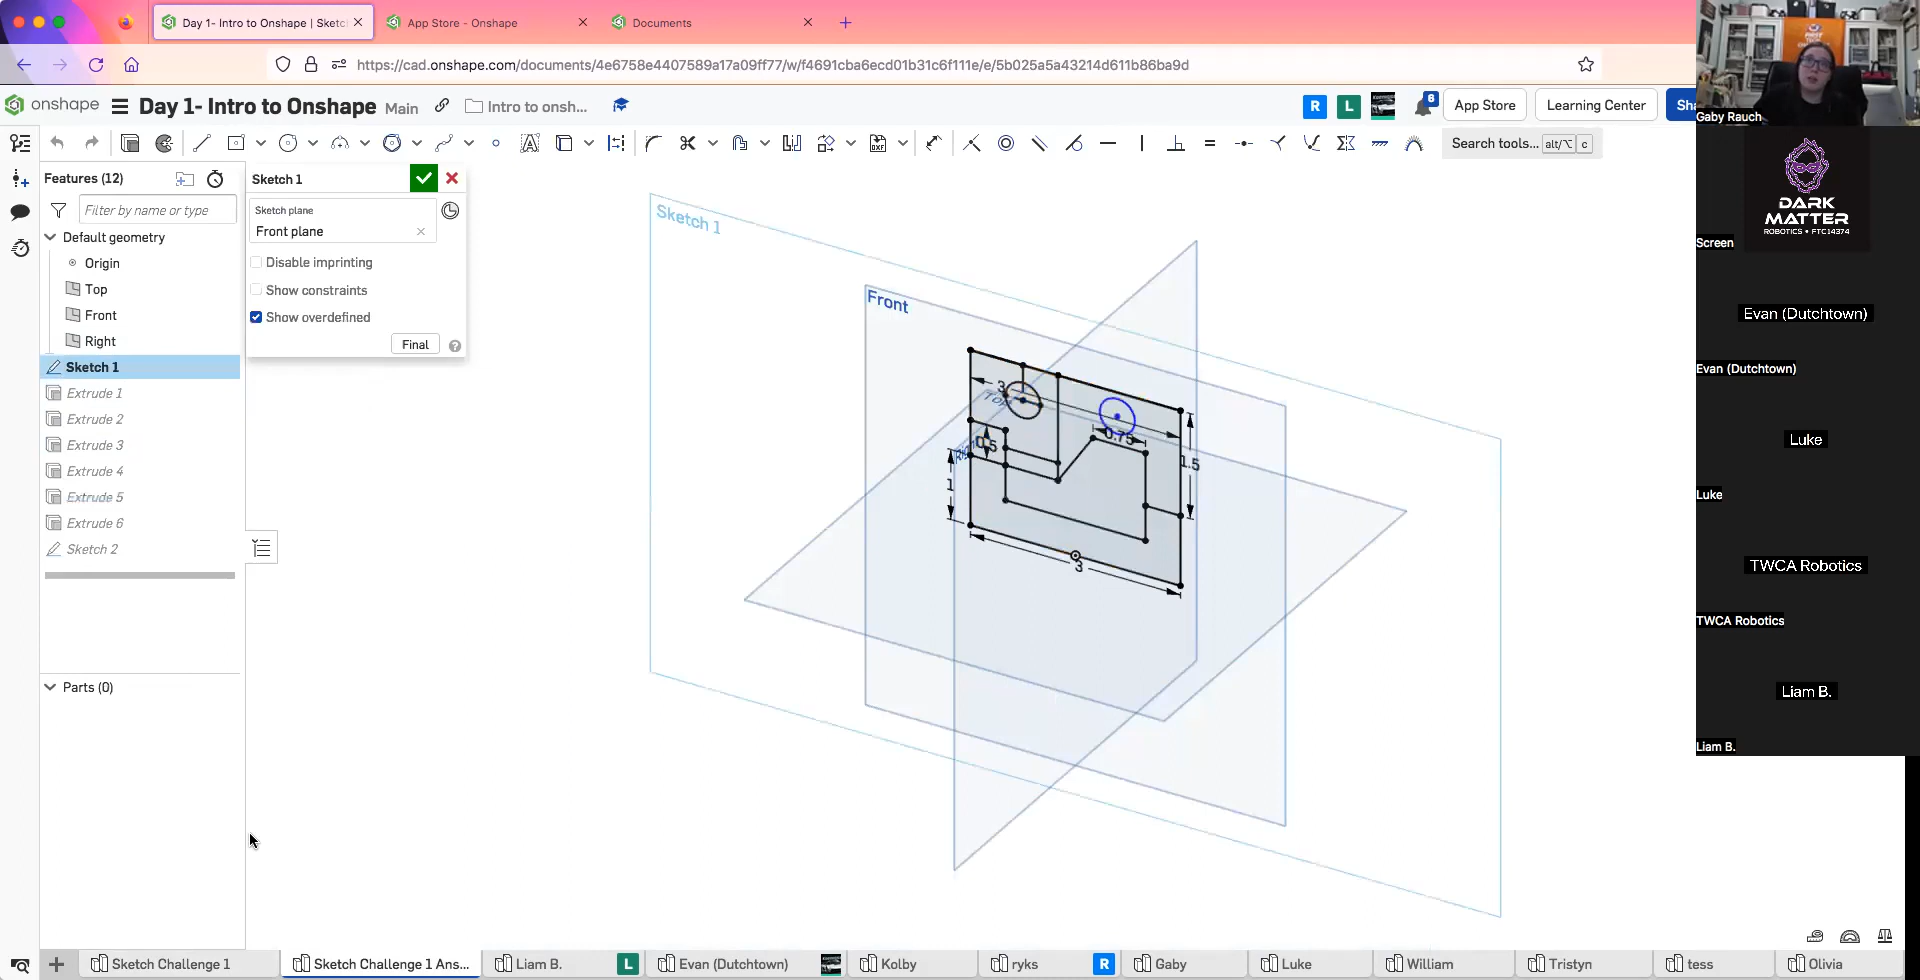 Day 1- Intro to Onshape | Sketch
App Store - Onshape
Documents
https://cad.onshape.com/documents/4e6758e4407589a17a09ff77/w/f4691cba6ecd01b31c6f111e/e/5b025a5a43214d611b86ba9d
onshape
Day 1- Intro to Onshape
Main
Intro to onsh...
R
L
6
App Store
Learning Center
Sha
Search tools...
alt/⌥
c
Features (12)
Filter by name or type
Default geometry
Origin
Top
Front
Right
Sketch 1
Extrude 1
Extrude 2
Extrude 3
Extrude 4
Extrude 5
Extrude 6
Sketch 2
Parts (0)
Sketch 1
Sketch plane
Front plane
Disable imprinting
Show constraints
Show overdefined
Final
Sketch 1
Front
3
Top
0.75
0.5
1.5
1
3
Gaby Rauch
DARK
MATTER
ROBOTICS • FTC14374
Screen
Evan (Dutchtown)
Evan (Dutchtown)
Luke
Luke
TWCA Robotics
TWCA Robotics
Liam B.
Liam B.
Sketch Challenge 1
Sketch Challenge 1 Ans...
Liam B.
L
Evan (Dutchtown)
Kolby
ryks
R
Gaby
Luke
William
Tristyn
tess
Olivia